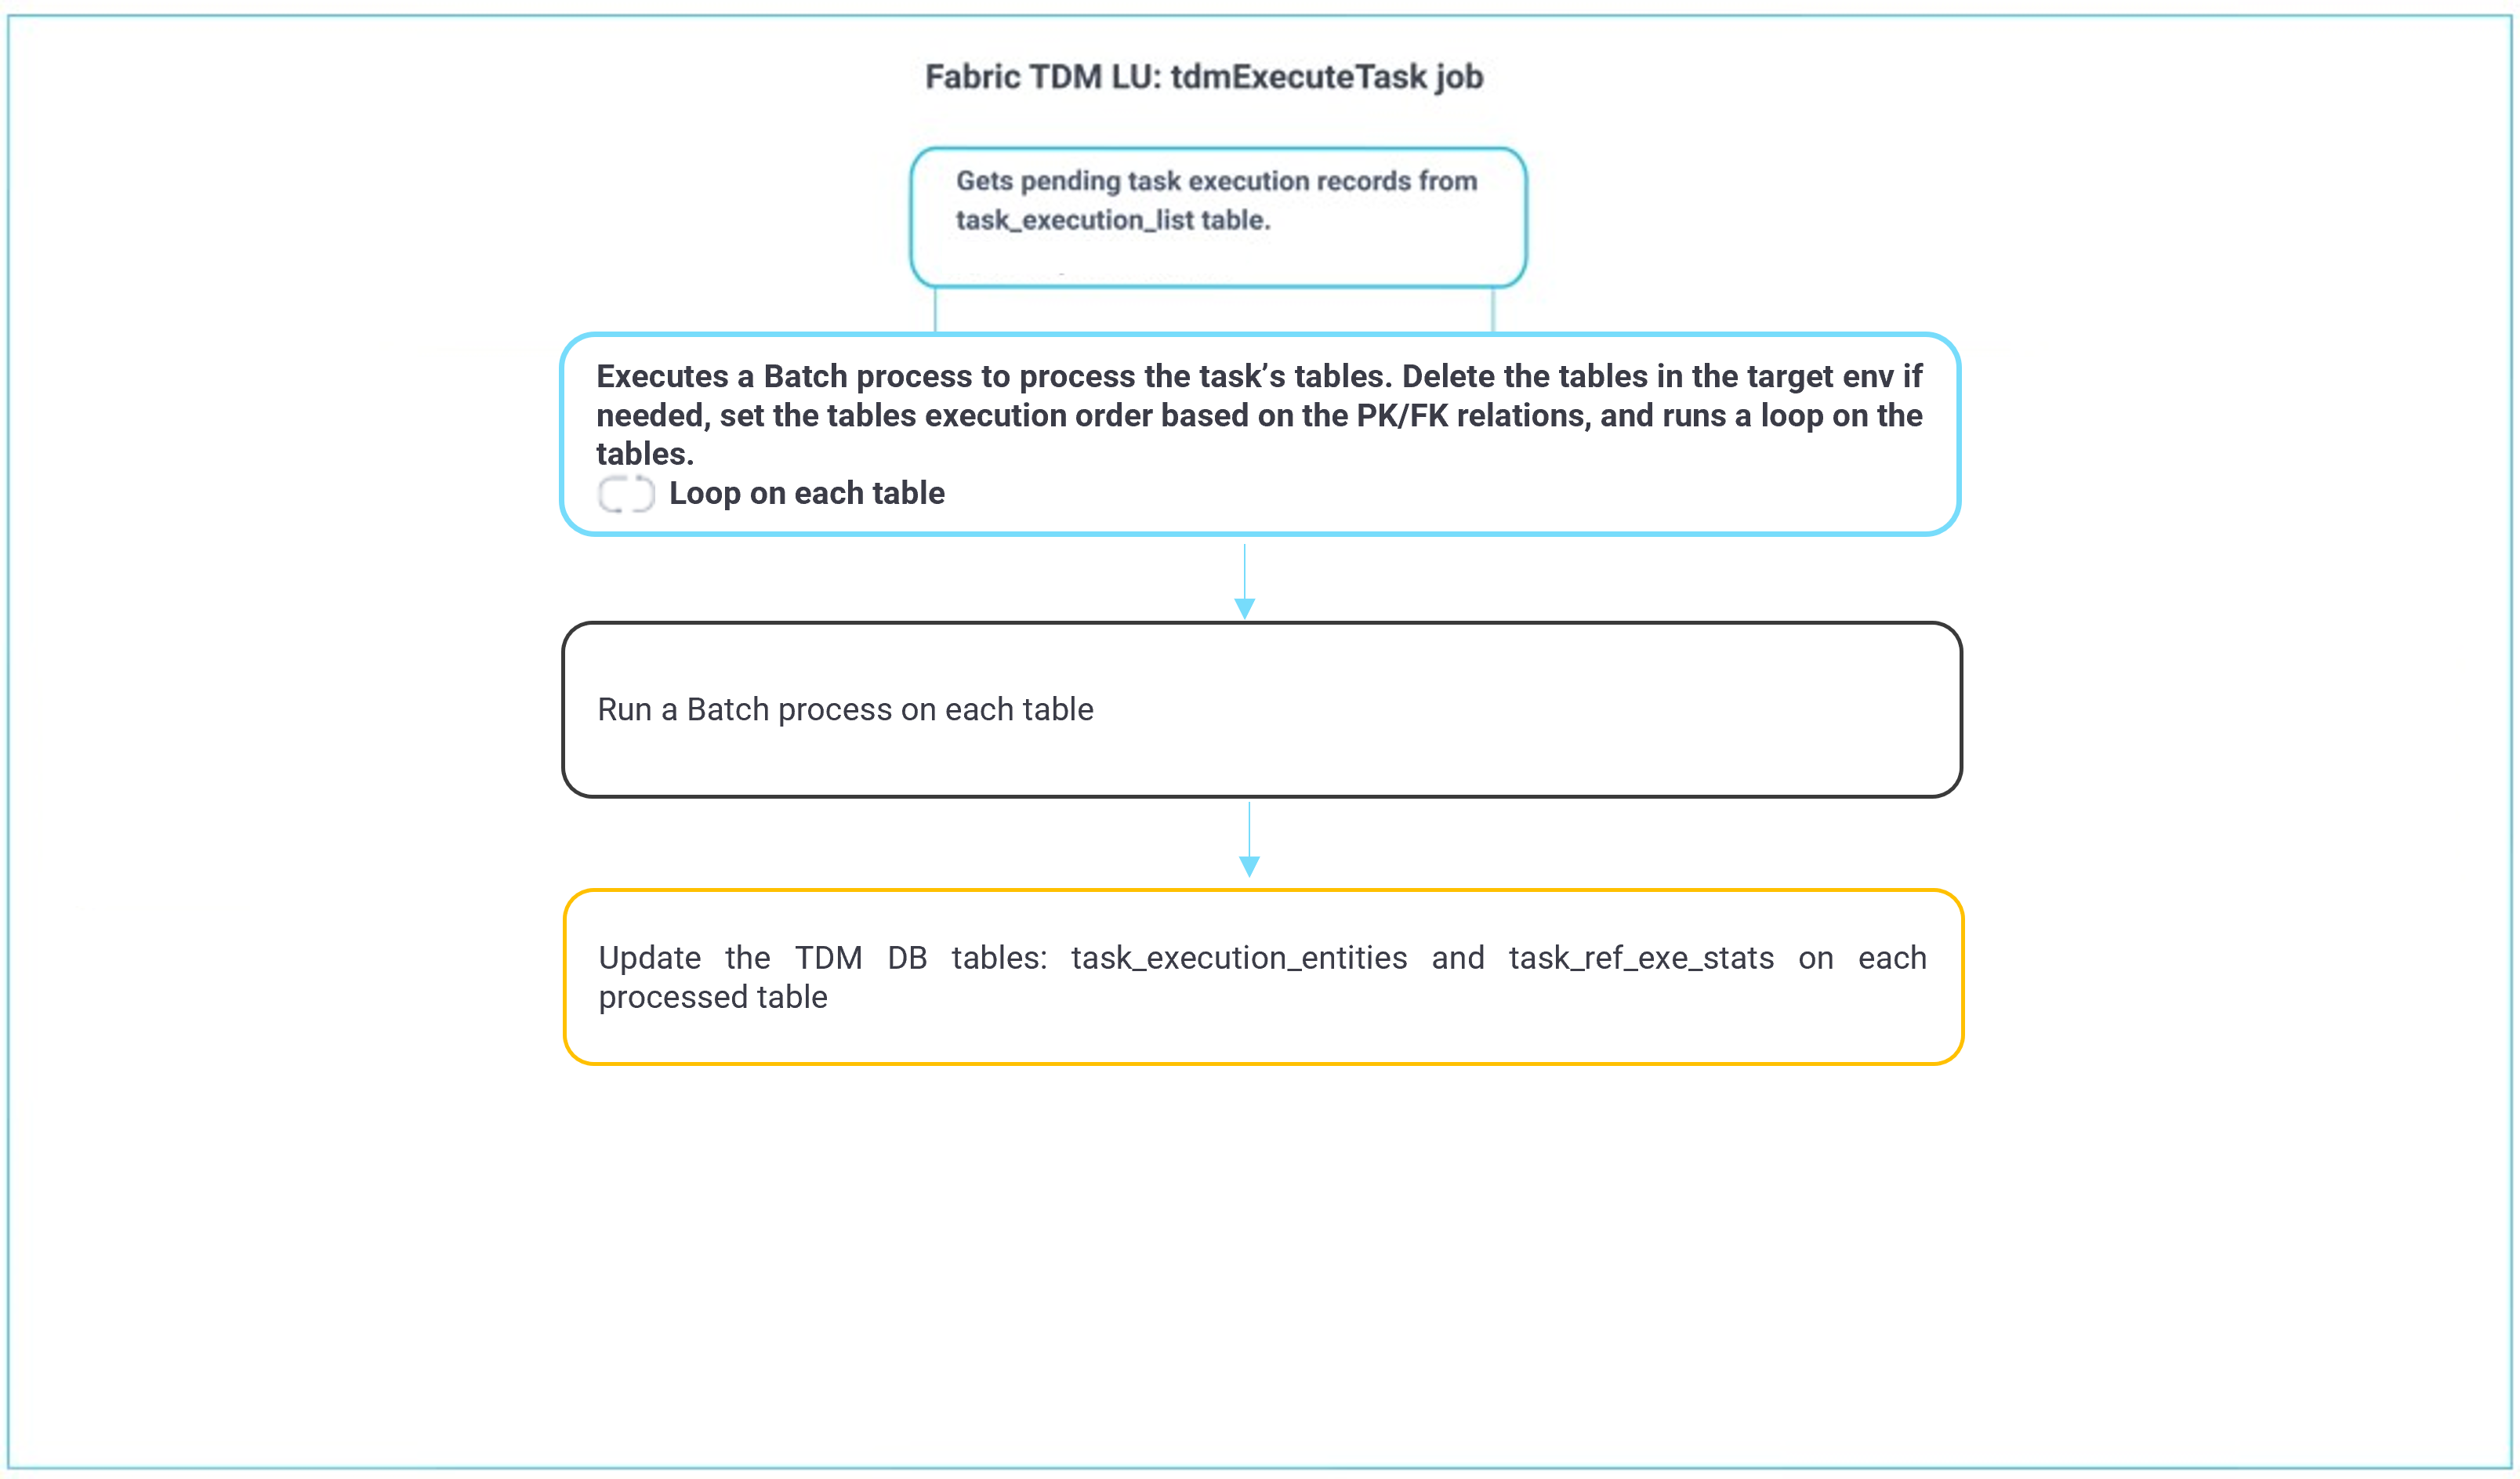 Fabric TDM LU: tdmExecuteTask job
Gets pending task execution records from
task_execution_list table.
Executes a Batch process to process the task’s tables. Delete the tables in the target env if
needed, set the tables execution order based on the PK/FK relations, and runs a loop on the
tables.
Loop on each table
Run a Batch process on each table
Update the TDM DB tables: task_execution_entities and task_ref_exe_stats on each
processed table